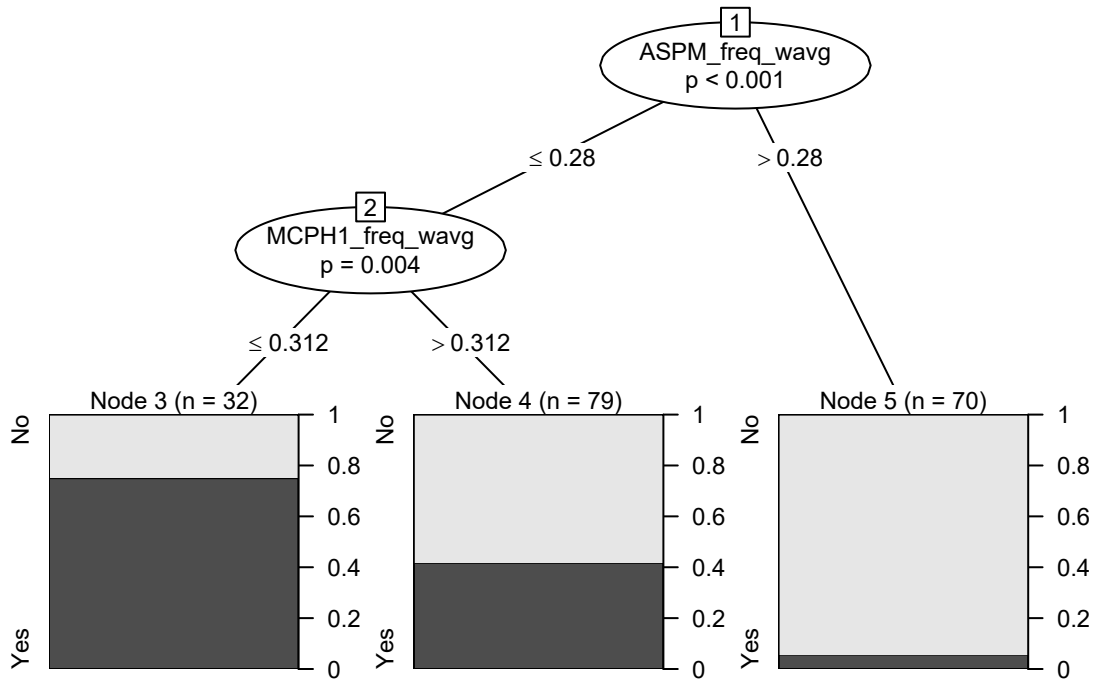 1
ASPM_freq_wavg
p < 0.001
≤ 0.28
> 0.28
2
MCPH1_freq_wavg
p = 0.004
≤ 0.312
> 0.312
Node 3 (n = 32)
No
Yes
1
0.8
0.6
0.4
0.2
0
Node 4 (n = 79)
No
Yes
1
0.8
0.6
0.4
0.2
0
Node 5 (n = 70)
No
Yes
1
0.8
0.6
0.4
0.2
0